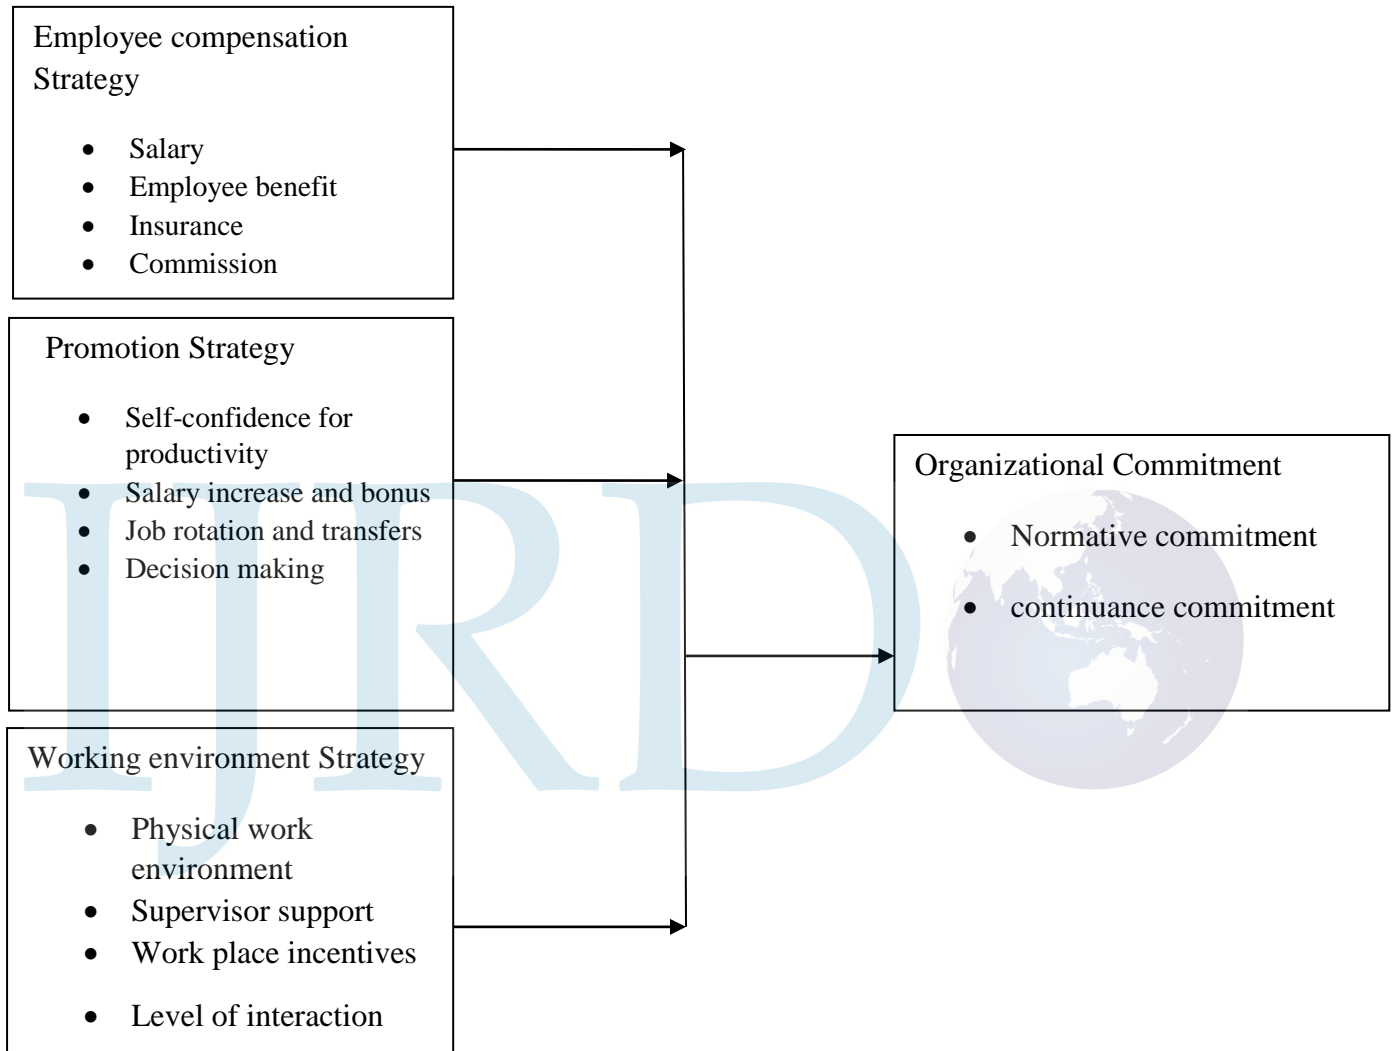 Employee compensation
Strategy
• Salary
• Employee benefit
• Insurance
• Commission
Promotion Strategy
• Self-confidence for
productivity
• Salary increase and bonus
• Job rotation and transfers
• Decision making
Working environment Strategy
• Physical work
environment
• Supervisor support
• Work place incentives
• Level of interaction
Organizational Commitment
• Normative commitment
• continuance commitment
IJRDO